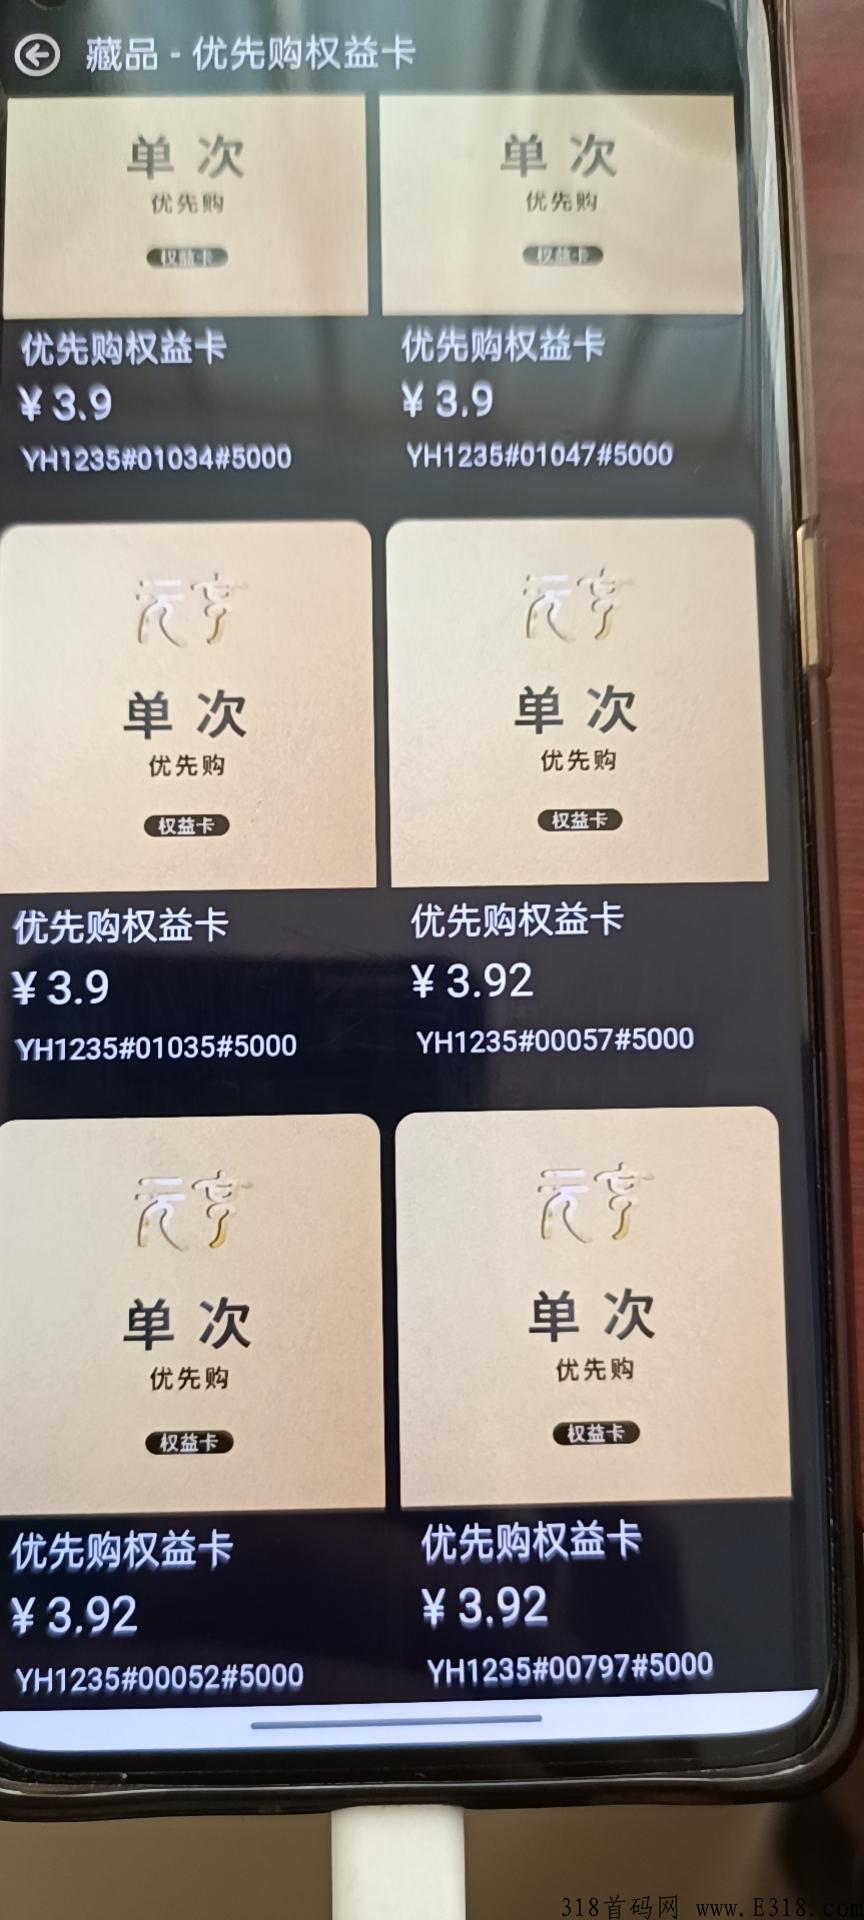 藏品 - 优先购权益卡
单次
优先购
权益卡
优先购权益卡
¥ 3.9
YH1235#01034#5000
单次
优先购
权益卡
优先购权益卡
¥ 3.9
YH1235#01047#5000
元亨
单次
优先购
权益卡
优先购权益卡
¥ 3.9
YH1235#01035#5000
元亨
单次
优先购
权益卡
优先购权益卡
¥ 3.92
YH1235#00057#5000
元亨
单次
优先购
权益卡
优先购权益卡
¥ 3.92
YH1235#00052#5000
元亨
单次
优先购
权益卡
优先购权益卡
¥ 3.92
YH1235#00797#5000
318首码网 www.E318.com